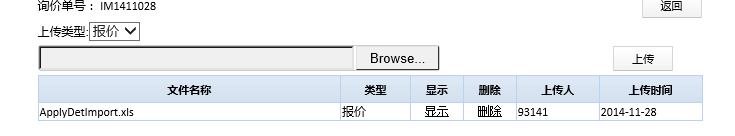 询价单号： IM1411028 返回
上传类型:报价
Browse... 上传
文件名称 类型 显示 删除 上传人 上传时间
ApplyDetImport.xls 报价 显示 删除 93141 2014-11-28